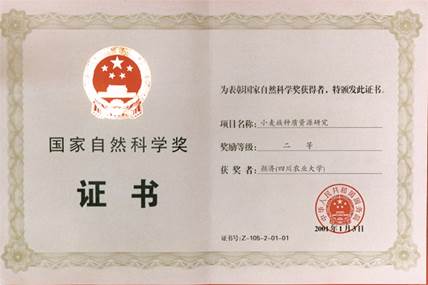 国家自然科学奖
证书
为表彰国家自然科学奖获得者，特颁发此证书。
项目名称：小麦族种质资源研究
奖励等级：二等
获奖者：颜济(四川农业大学)
2001年1月3日
证书号:Z-105-2-01-01